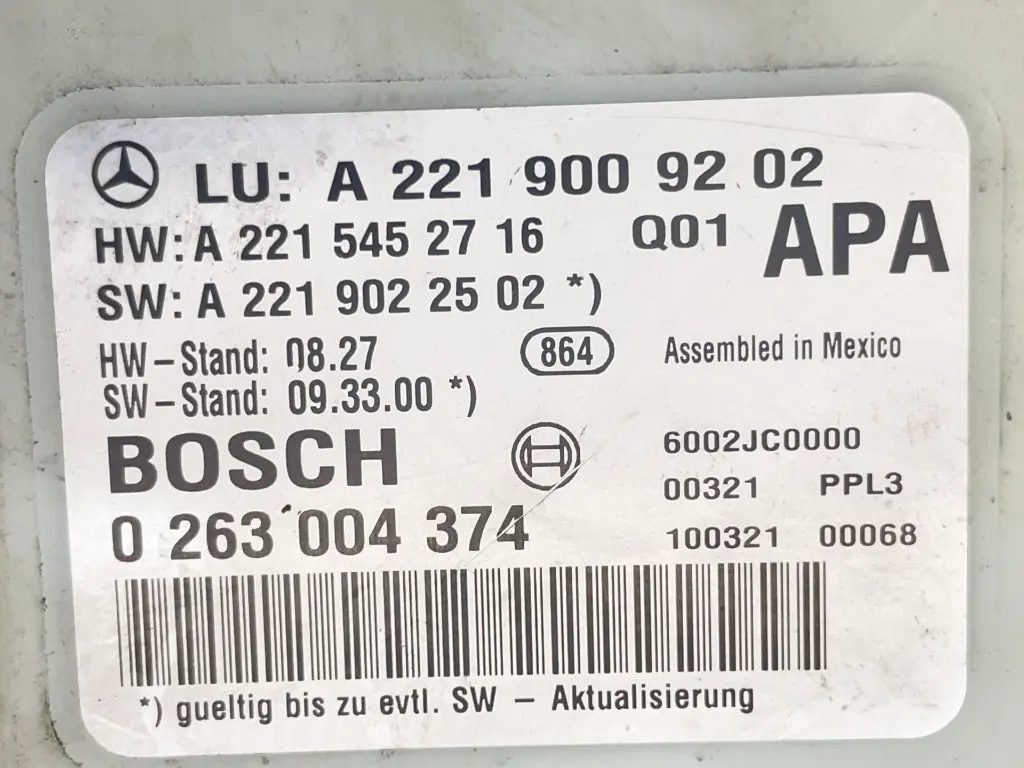 LU: A 221 900 92 02
HW: A 221 545 27 16 Q01 APA
SW: A 221 902 25 02 *)
HW-Stand: 08.27 864 Assembled in Mexico
SW-Stand: 09.33.00 *)
BOSCH 6002JC0000
00321 PPL3
0 263 004 374 100321 00068
*) gueltig bis zu evtl. SW - Aktualisierung